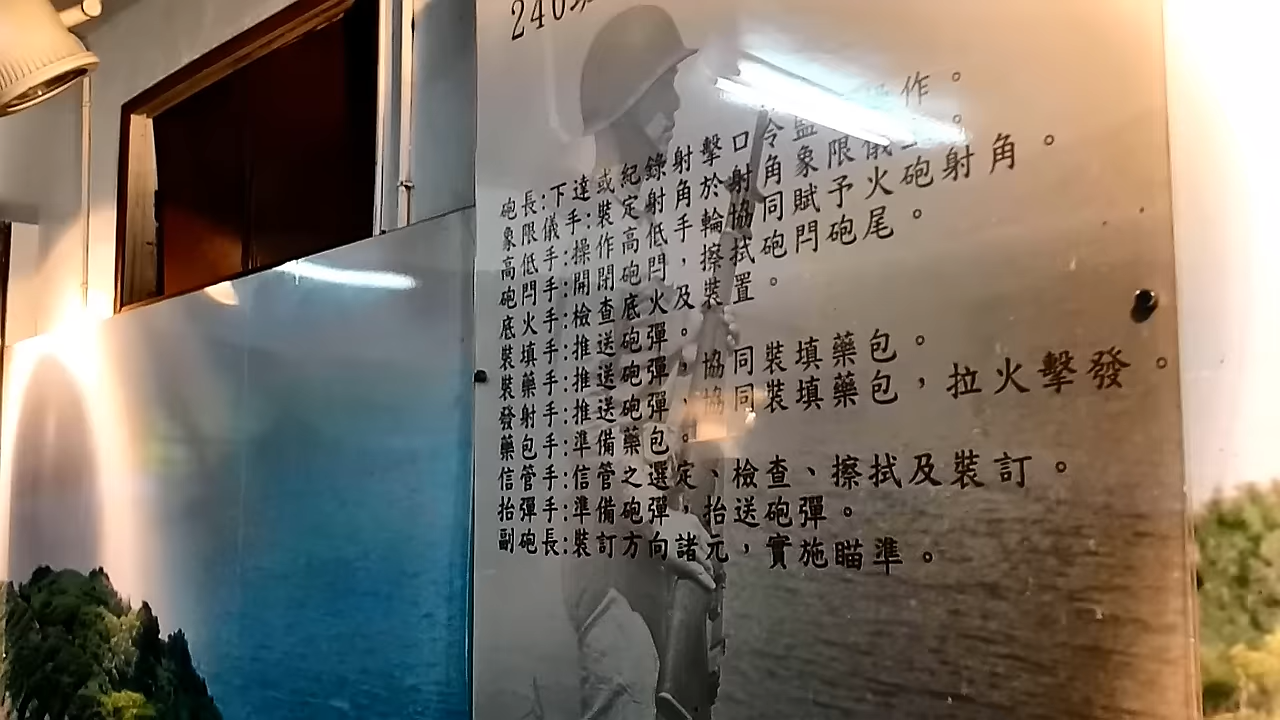 240
砲長:下達或紀錄射擊口令監操作。
象限儀手:裝定射角於射角象限儀。
高低手:操作高低手輪協同賦予火砲射角。
砲閂手:開閉砲閂,擦拭砲閂砲尾。
底火手:檢查底火及裝置。
裝填手:推送砲彈。
裝藥手:推送砲彈,協同裝填藥包。
發射手:推送砲彈,協同裝填藥包,拉火擊發。
藥包手:準備藥包。
信管手:信管之選定、檢查、擦拭及裝訂。
抬彈手:準備砲彈,抬送砲彈。
副砲長:裝訂方向諸元,實施瞄準。